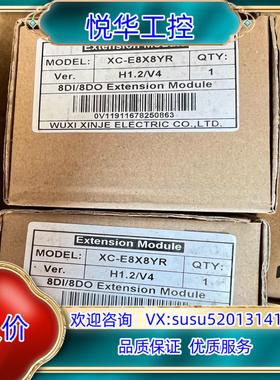 悦华工控
Extension Module
MODEL: XC-E8X8YR QTY:
Ver. H1.2/V4 1
8DI/8DO Extension Module
0V11911678250863
WUXI XINJE ELECTRIC CO., LTD.
Extension Module
MODEL: XC-E8X8YR QTY:
Ver. H1.2/V4 1
8DI/8DO Extension Module
价
欢迎咨询 VX:susu52013141
品质保证 优质服务